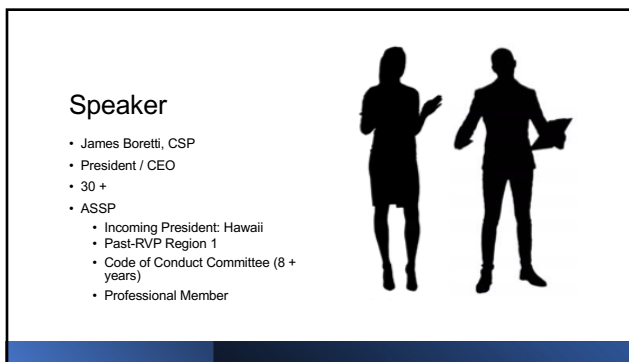 Speaker
• James Boretti, CSP
• President / CEO
• 30 +
• ASSP
• Incoming President: Hawaii
• Past-RVP Region 1
• Code of Conduct Committee (8 +
years)
• Professional Member